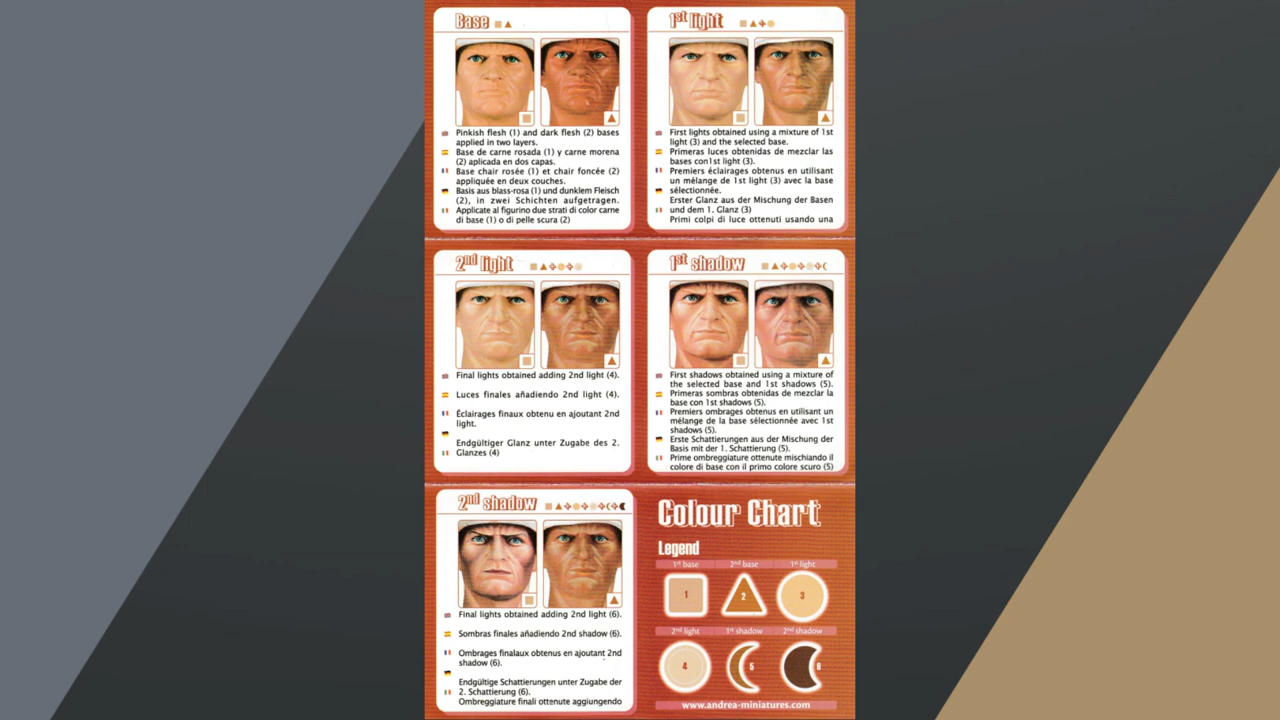 Base
Pinkish flesh (1) and dark flesh (2) bases
applied in two layers.
Base de carne rosada (1) y carne morena
(2) aplicada en dos capas.
Base chair rosée (1) et chair foncée (2)
appliquée en deux couches.
Basis aus blass-rosa (1) und dunklem Fleisch
(2), in zwei Schichten aufgetragen.
Applicate al figurino due strati di color carne
di base (1) o di pelle scura (2)
1st light
First lights obtained using a mixture of 1st
light (3) and the selected base.
Primeras luces obtenidas de mezclar las
bases con1st light (3).
Premiers éclairages obtenus en utilisant
un mélange de 1st light (3) avec la base
sélectionnée.
Erster Glanz aus der Mischung der Basen
und dem 1. Glanz (3)
Primi colpi di luce ottenuti usando una
2nd light
Final lights obtained adding 2nd light (4).
Luces finales añadiendo 2nd light (4).
Éclairages finaux obtenu en ajoutant 2nd
light.
Endgültiger Glanz unter Zugabe des 2.
Glanzes (4)
1st shadow
First shadows obtained using a mixture of
the selected base and 1st shadows (5).
Primeras sombras obtenidas de mezclar la
base con 1st shadows (5).
Premiers ombrages obtenus en utilisant un
mélange de la base sélectionnée avec 1st
shadows (5).
Erste Schattierungen aus der Mischung der
Basis mit der 1. Schattierung (5).
Prime ombreggiature ottenute mischiando il
colore di base con il primo colore scuro (5)
2nd shadow
Final lights obtained adding 2nd light (6).
Sombras finales añadiendo 2nd shadow (6).
Ombrages finalaux obtenus en ajoutant 2nd
shadow (6).
Endgültige Schattierungen unter Zugabe der
2. Schattierung (6).
Ombreggiature finali ottenute aggiungendo
Colour Chart
Legend
1st base 2nd base 1st light
1 2 3
2nd light 1st shadow 2nd shadow
4 5 6
www.andrea-miniatures.com